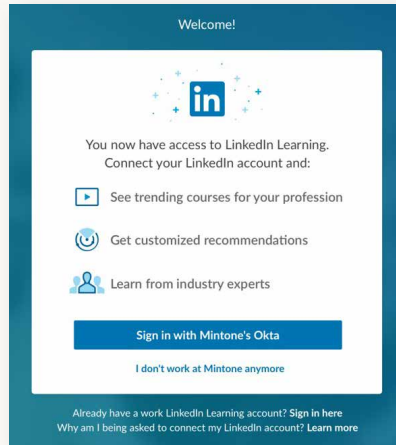 Welcome!
in
You now have access to LinkedIn Learning.
Connect your LinkedIn account and:
See trending courses for your profession
Get customized recommendations
Learn from industry experts
Sign in with Mintone's Okta
I don't work at Mintone anymore
Already have a work LinkedIn Learning account? Sign in here
Why am I being asked to connect my LinkedIn account? Learn more